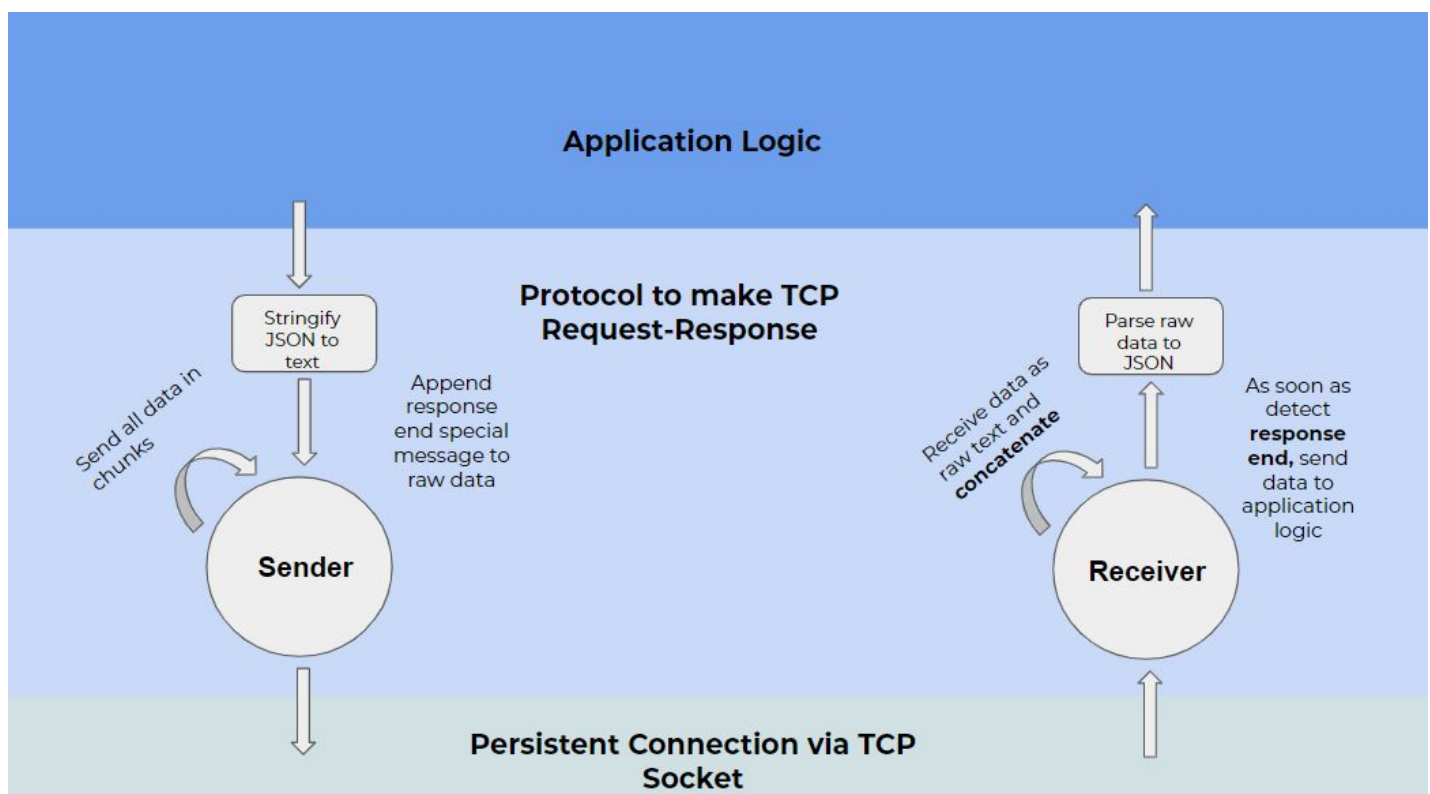 Application Logic
Protocol to make TCP
Request-Response
Stringify
JSON to
text
Send all data in
chunks
Append
response
end special
message to
raw data
Sender
Parse raw
data to
JSON
Receive data as
raw text and
concatenate
As soon as
detect
response
end, send
data to
application
logic
Receiver
Persistent Connection via TCP
Socket